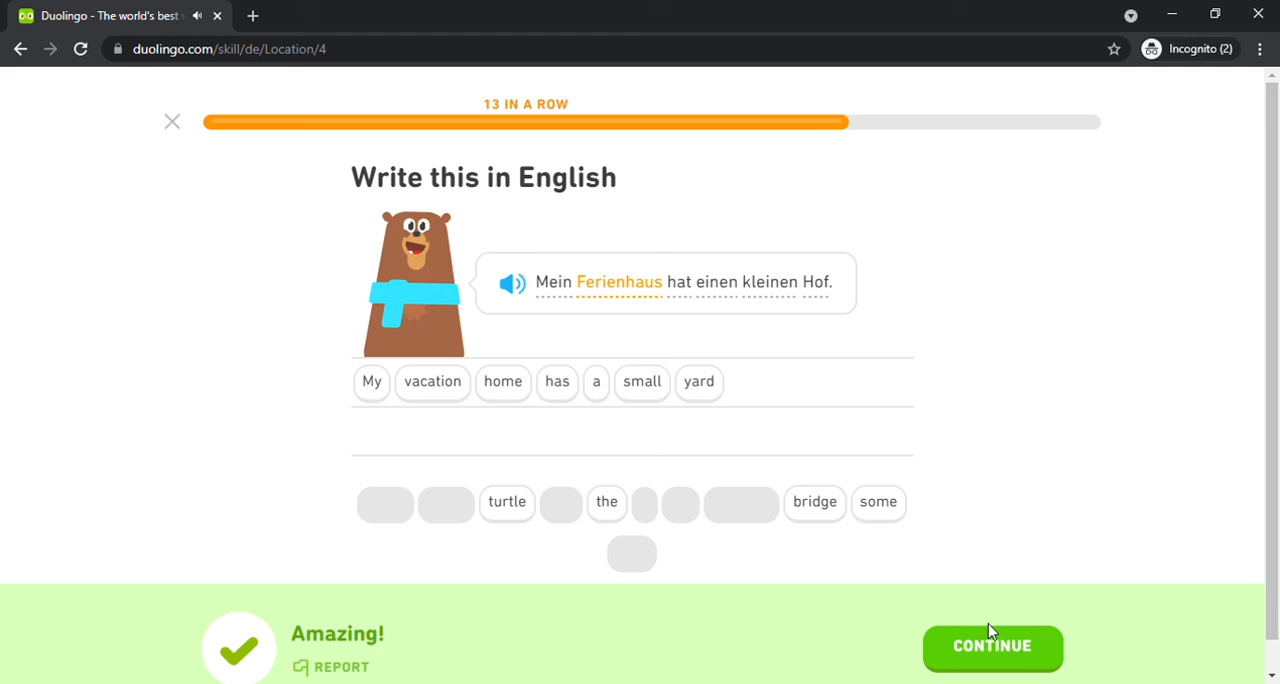 Duolingo - The world's best
duolingo.com/skill/de/Location/4
Incognito (2)
13 IN A ROW
Write this in English
Mein Ferienhaus hat einen kleinen Hof.
My vacation home has a small yard
turtle the bridge some
Amazing!
CONTINUE
REPORT